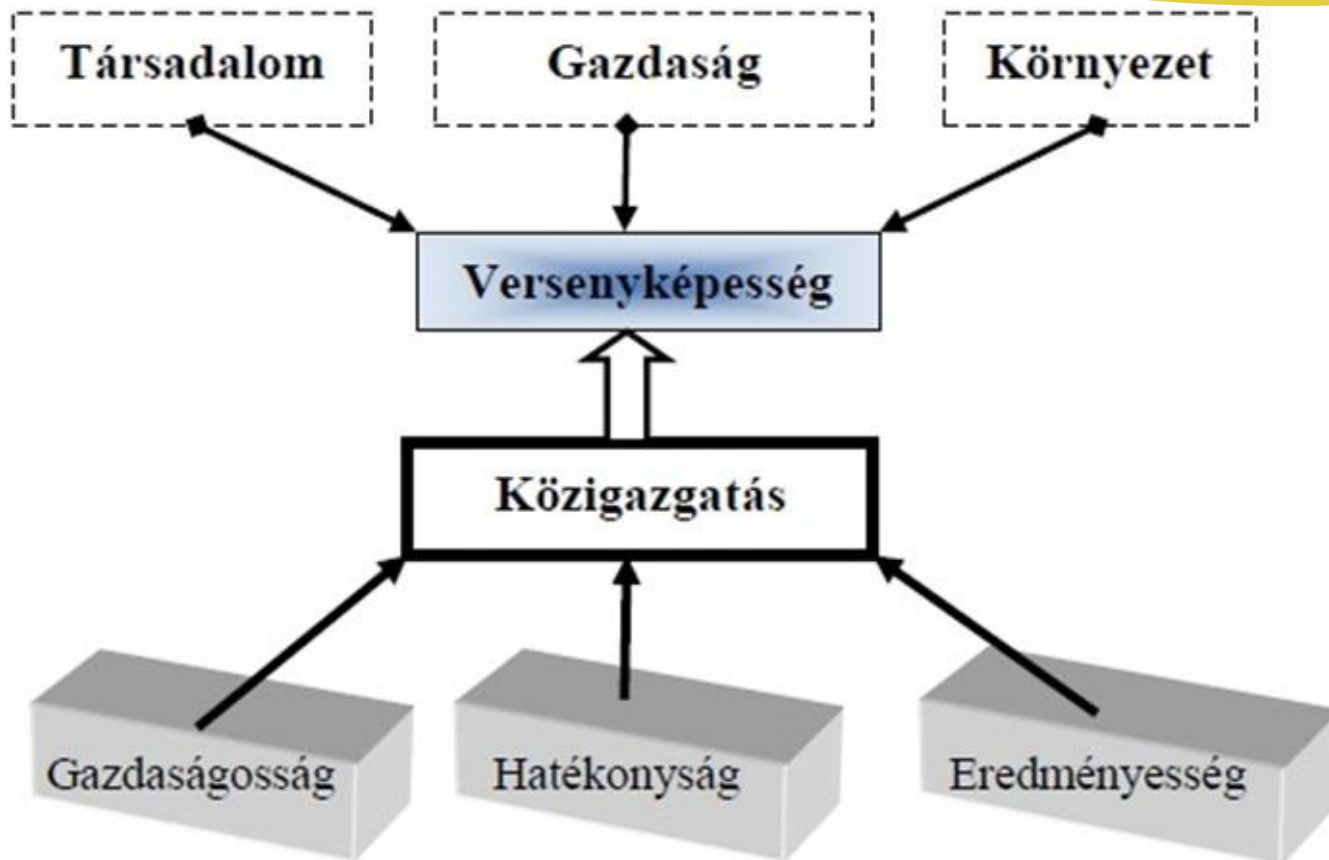 Társadalom
Gazdaság
Környezet
Versenyképesség
Közigazgatás
Gazdaságosság
Hatékonyság
Eredményesség